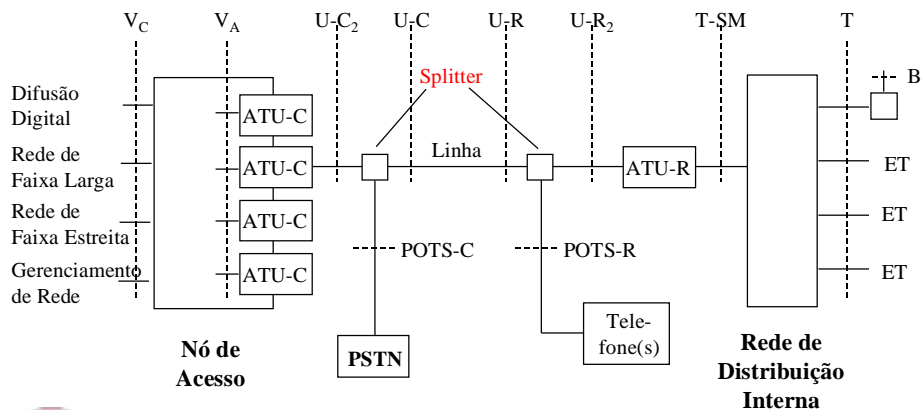 V_C V_A U-C₂ U-C U-R U-R₂ T-SM T
B
Splitter
Difusão
Digital
ATU-C
Rede de
Faixa Larga
ATU-C
Linha
ATU-R
ET
Rede de
Faixa Estreita
ATU-C
ET
POTS-C
POTS-R
Gerenciamento
de Rede
ATU-C
ET
Nó de
Acesso
PSTN
Tele-
fone(s)
Rede de
Distribuição
Interna